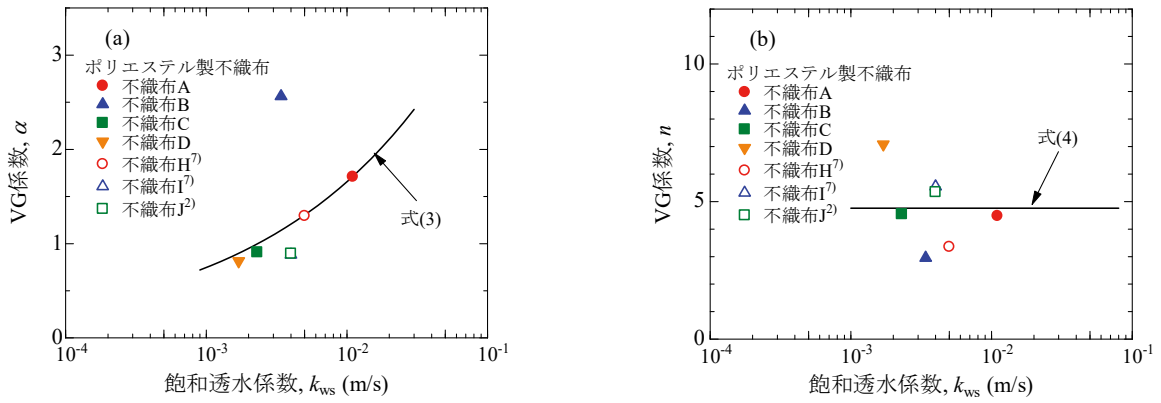 (a)
3
2
1
0
VG係数, α
ポリエステル製不織布
不織布A
不織布B
不織布C
不織布D
不織布H7)
不織布I7)
不織布J2)
式(3)
10-4
10-3
10-2
10-1
飽和透水係数, kws (m/s)
(b)
10
5
0
VG係数, n
ポリエステル製不織布
不織布A
不織布B
不織布C
不織布D
不織布H7)
不織布I7)
不織布J2)
式(4)
10-4
10-3
10-2
10-1
飽和透水係数, kws (m/s)